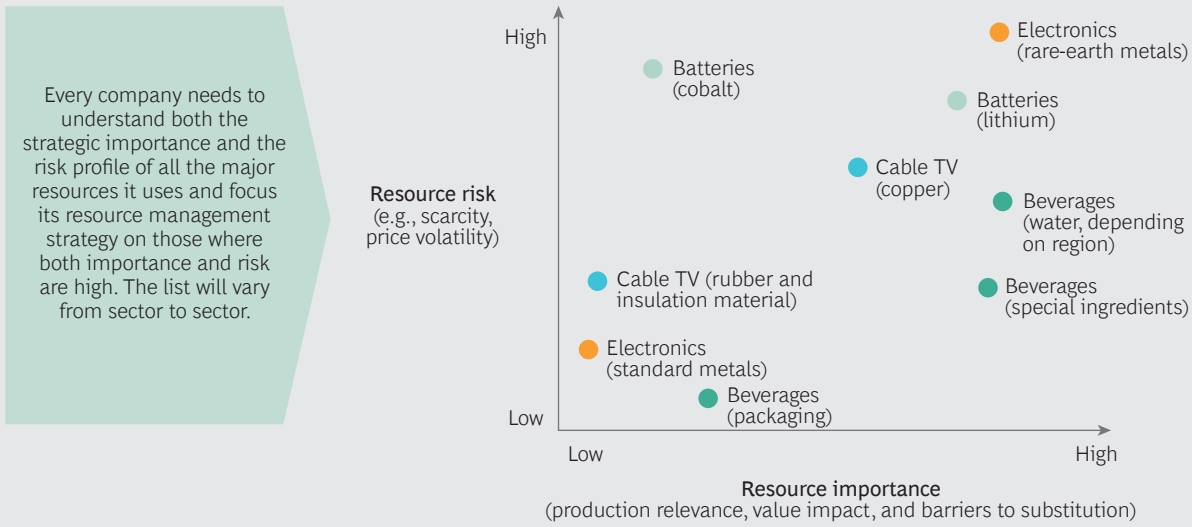 Every company needs to
understand both the
strategic importance and the
risk profile of all the major
resources it uses and focus
its resource management
strategy on those where
both importance and risk
are high. The list will vary
from sector to sector.
Resource risk
(e.g., scarcity,
price volatility)
High
Low
Electronics
(rare-earth metals)
Batteries
(cobalt)
Batteries
(lithium)
Cable TV
(copper)
Beverages
(water, depending
on region)
Cable TV (rubber and
insulation material)
Beverages
(special ingredients)
Electronics
(standard metals)
Beverages
(packaging)
Low
High
Resource importance
(production relevance, value impact, and barriers to substitution)